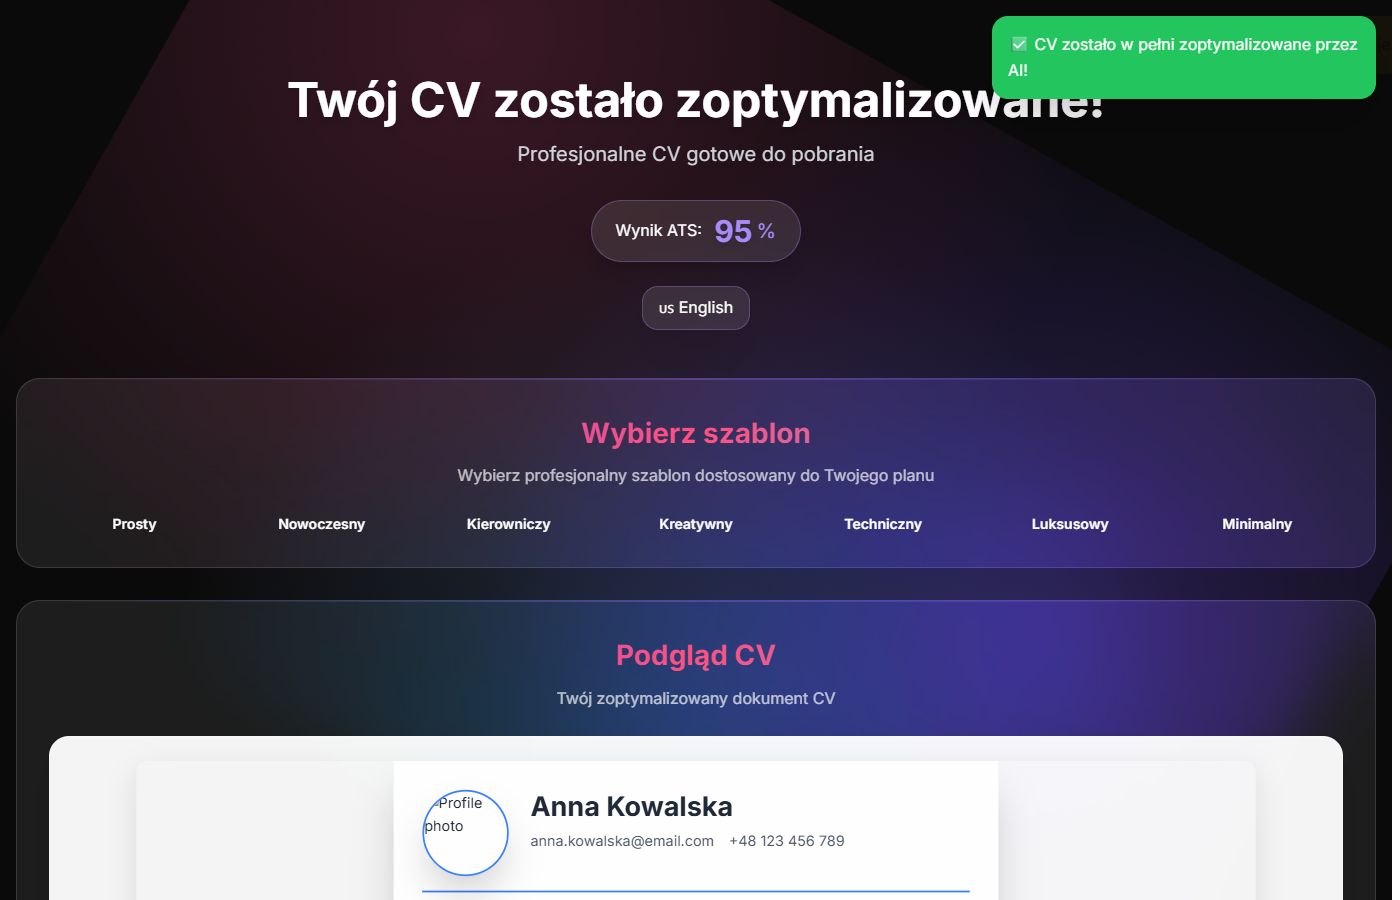 ✅ CV zostało w pełni zoptymalizowane przez
AI!
Twój CV zostało zoptymalizowane!
Profesjonalne CV gotowe do pobrania
Wynik ATS: 95 %
US English
Wybierz szablon
Wybierz profesjonalny szablon dostosowany do Twojego planu
Prosty Nowoczesny Kierowniczy Kreatywny Techniczny Luksusowy Minimalny
Podgląd CV
Twój zoptymalizowany dokument CV
Profile
photo
Anna Kowalska
anna.kowalska@email.com +48 123 456 789